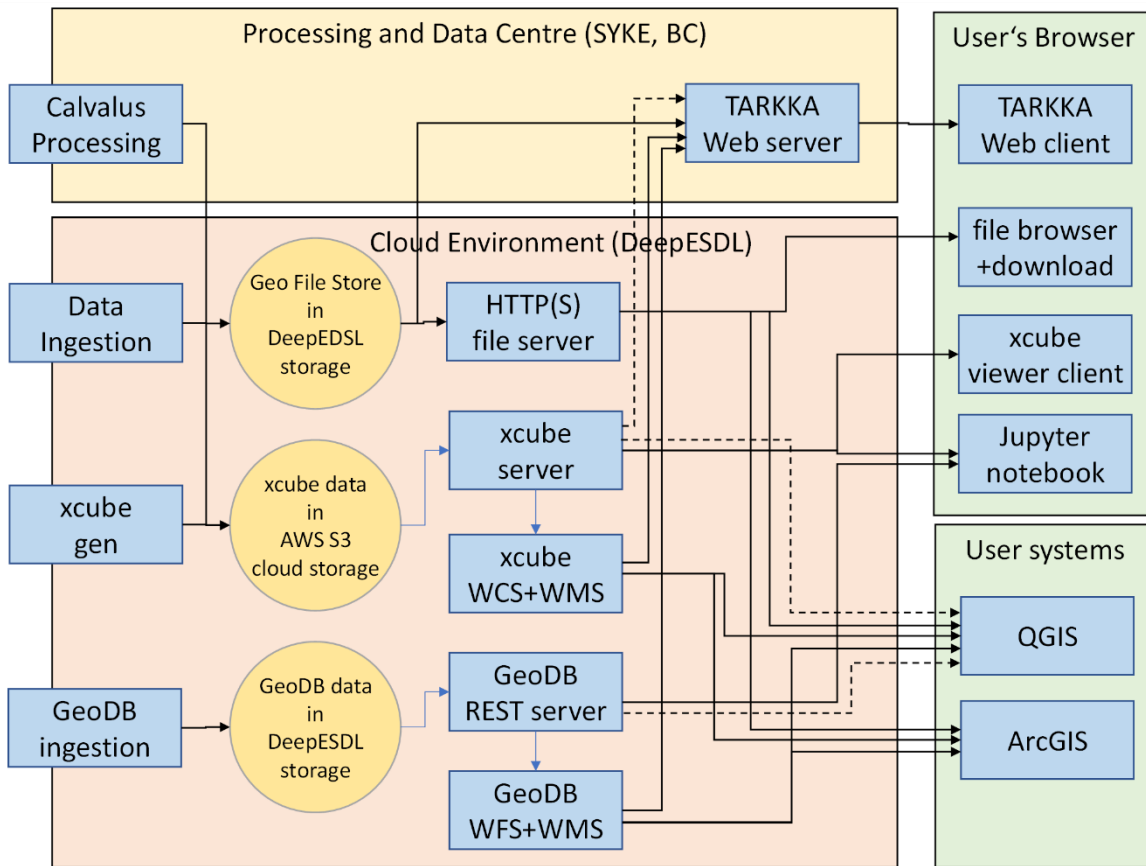 Processing and Data Centre (SYKE, BC)
User‘s Browser
Calvalus
Processing
TARKKA
Web server
TARKKA
Web client
Cloud Environment (DeepESDL)
file browser
+download
Data
Ingestion
Geo File Store
in
DeepEDSL
storage
HTTP(S)
file server
xcube
viewer client
xcube
gen
xcube data
in
AWS S3
cloud storage
xcube
server
Jupyter
notebook
xcube
WCS+WMS
User systems
QGIS
GeoDB
ingestion
GeoDB data
in
DeepESDL
storage
GeoDB
REST server
ArcGIS
GeoDB
WFS+WMS